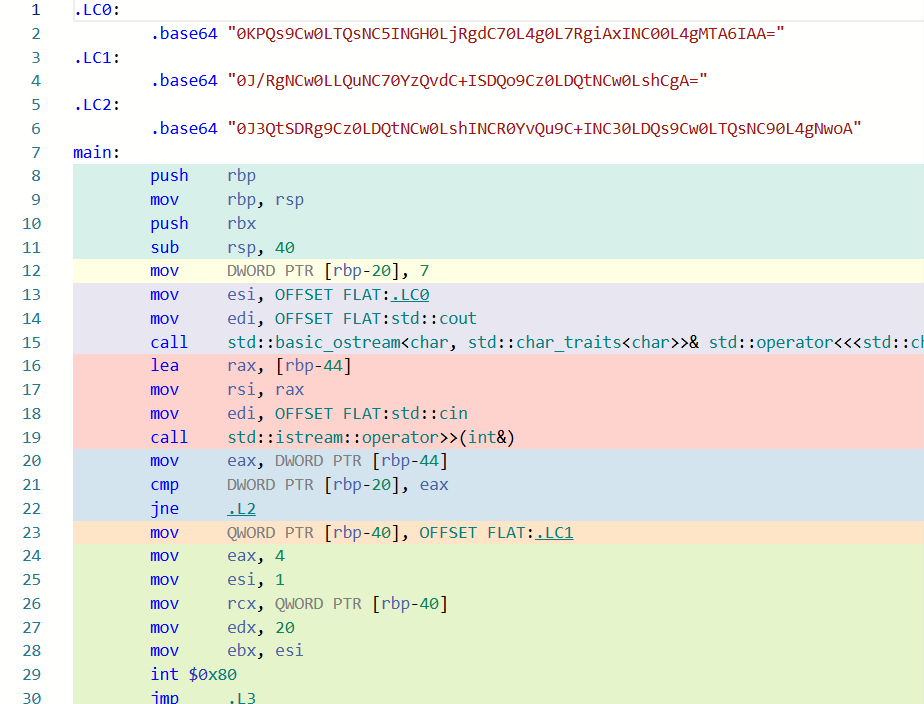 1 .LC0:
2 .base64 "0KPQs9Cw0LTQsNC5INGH0LjRgdC70L4g0L7RgiAxINC00L4gMTA6IAA="
3 .LC1:
4 .base64 "0J/RgNCw0LLQuNC70YzQvdC+ISDQo9Cz0LDQtNCw0LshCgA="
5 .LC2:
6 .base64 "0J3QtSDRg9Cz0LDQtNCw0LshINCR0YvQu9C+INC30LDQs9Cw0LTQsNC90L4gNwoA"
7 main:
8 push rbp
9 mov rbp, rsp
10 push rbx
11 sub rsp, 40
12 mov DWORD PTR [rbp-20], 7
13 mov esi, OFFSET FLAT:.LC0
14 mov edi, OFFSET FLAT:std::cout
15 call std::basic_ostream<char, std::char_traits<char>>& std::operator<<<std::ch
16 lea rax, [rbp-44]
17 mov rsi, rax
18 mov edi, OFFSET FLAT:std::cin
19 call std::istream::operator>>(int&)
20 mov eax, DWORD PTR [rbp-44]
21 cmp DWORD PTR [rbp-20], eax
22 jne .L2
23 mov QWORD PTR [rbp-40], OFFSET FLAT:.LC1
24 mov eax, 4
25 mov esi, 1
26 mov rcx, QWORD PTR [rbp-40]
27 mov edx, 20
28 mov ebx, esi
29 int $0x80
30 jmp .L3